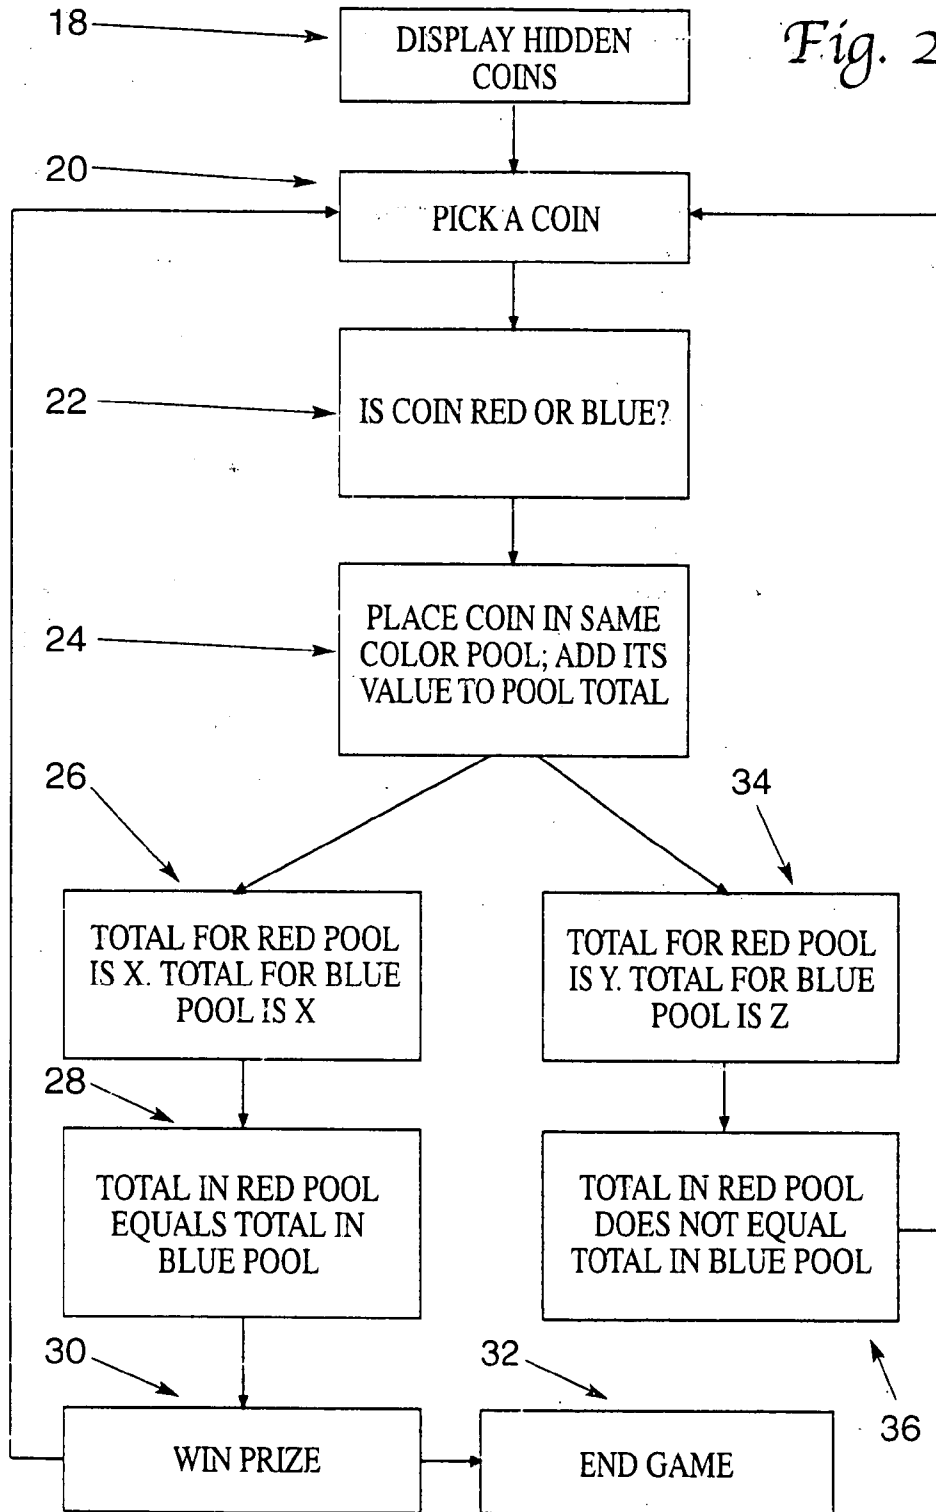 18
DISPLAY HIDDEN
COINS
Fig. 2
20
PICK A COIN
22
IS COIN RED OR BLUE?
24
PLACE COIN IN SAME
COLOR POOL; ADD ITS
VALUE TO POOL TOTAL
26
34
TOTAL FOR RED POOL
IS X. TOTAL FOR BLUE
POOL IS X
TOTAL FOR RED POOL
IS Y. TOTAL FOR BLUE
POOL IS Z
28
TOTAL IN RED POOL
EQUALS TOTAL IN
BLUE POOL
TOTAL IN RED POOL
DOES NOT EQUAL
TOTAL IN BLUE POOL
30
32
36
WIN PRIZE
END GAME